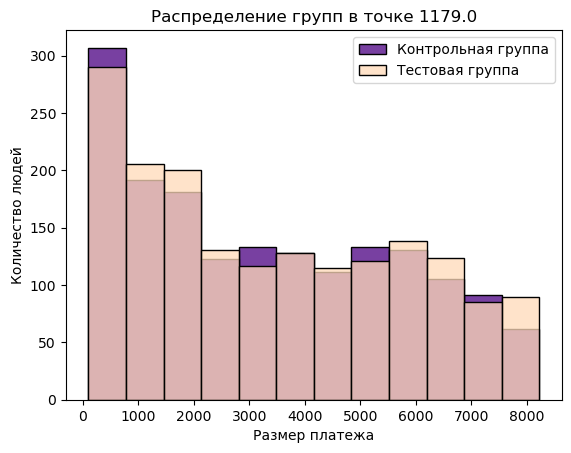 Распределение групп в точке 1179.0
Контрольная группа
Тестовая группа
Количество людей
300
250
200
150
100
50
0
0 1000 2000 3000 4000 5000 6000 7000 8000
Размер платежа